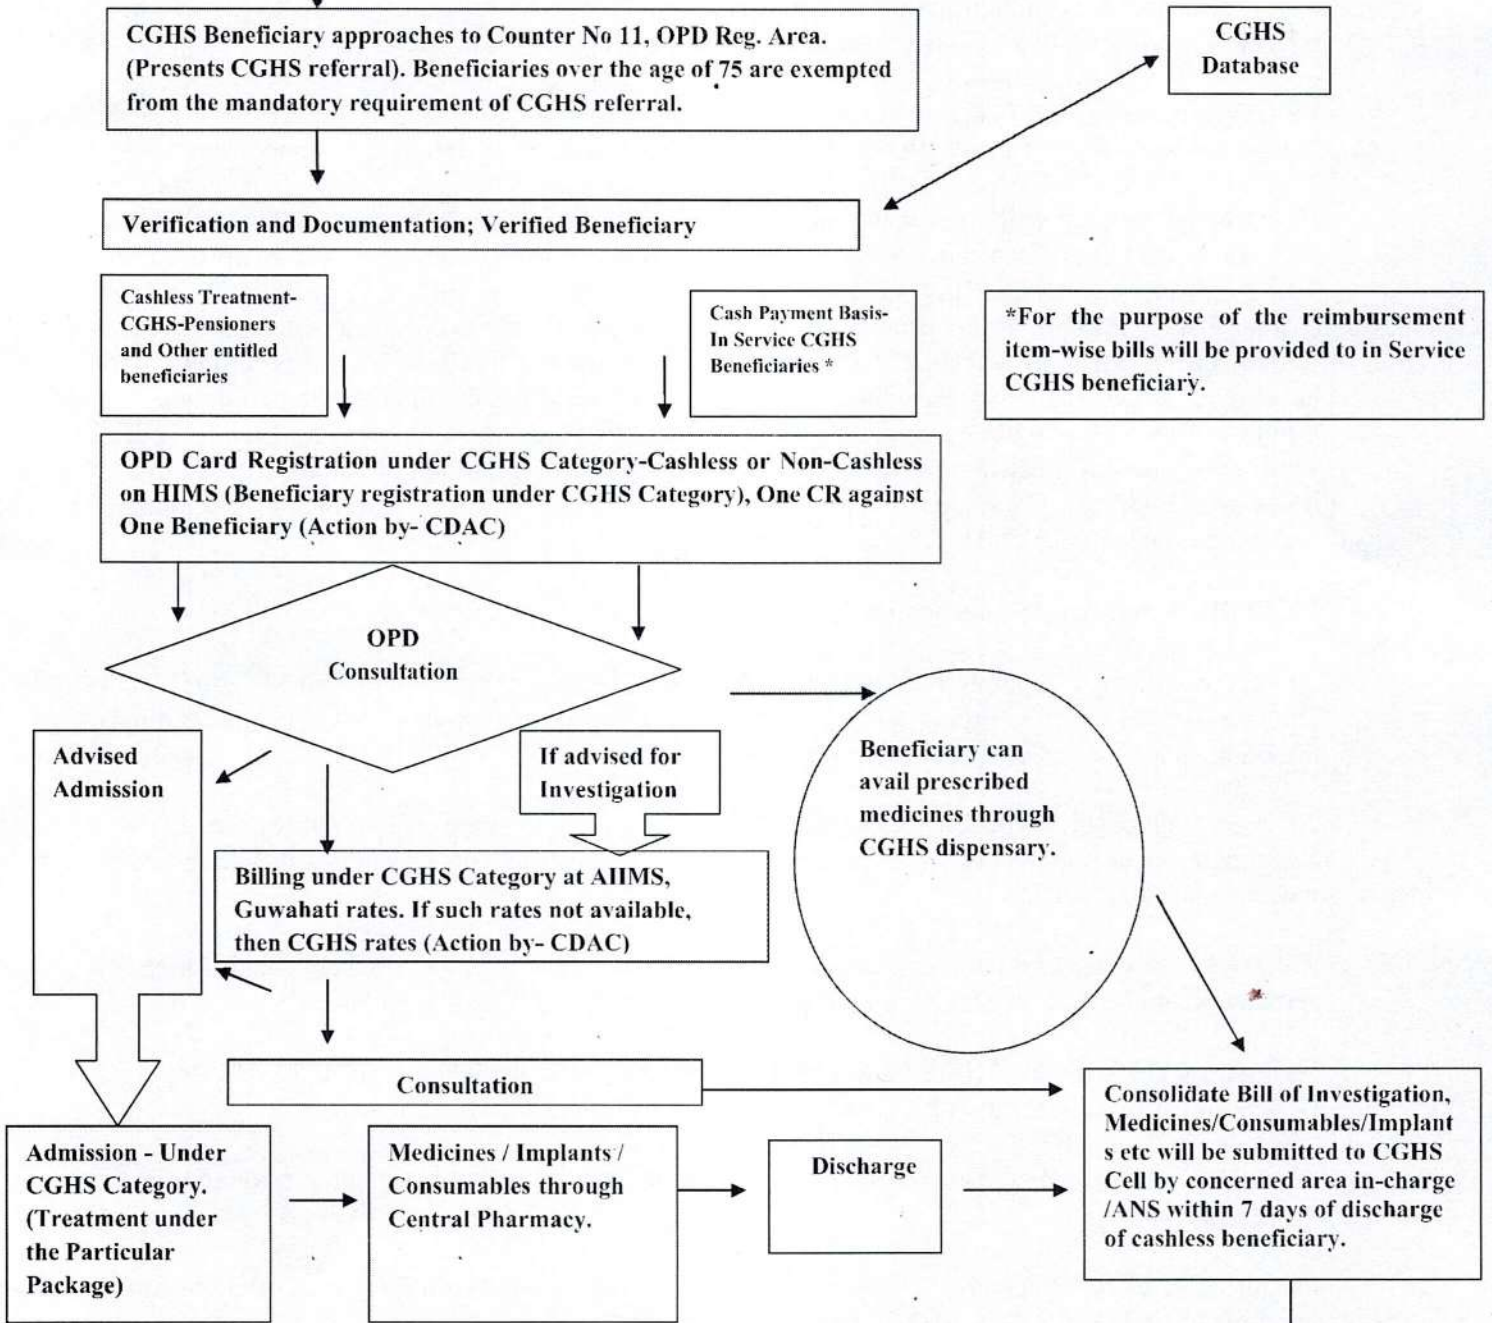 CGHS Beneficiary approaches to Counter No 11, OPD Reg. Area.
(Presents CGHS referral). Beneficiaries over the age of 75 are exempted
from the mandatory requirement of CGHS referral.
CGHS
Database
Verification and Documentation; Verified Beneficiary
Cashless Treatment-
CGHS-Pensioners
and Other entitled
beneficiaries
Cash Payment Basis-
In Service CGHS
Beneficiaries *
*For the purpose of the reimbursement
item-wise bills will be provided to in Service
CGHS beneficiary.
OPD Card Registration under CGHS Category-Cashless or Non-Cashless
on HIMS (Beneficiary registration under CGHS Category), One CR against
One Beneficiary (Action by- CDAC)
OPD
Consultation
Advised
Admission
If advised for
Investigation
Beneficiary can
avail prescribed
medicines through
CGHS dispensary.
Billing under CGHS Category at AIIMS,
Guwahati rates. If such rates not available,
then CGHS rates (Action by- CDAC)
Consultation
Consolidate Bill of Investigation,
Medicines/Consumables/Implant
s etc will be submitted to CGHS
Cell by concerned area in-charge
/ANS within 7 days of discharge
of cashless beneficiary.
Admission - Under
CGHS Category.
(Treatment under
the Particular
Package)
Medicines / Implants /
Consumables through
Central Pharmacy.
Discharge